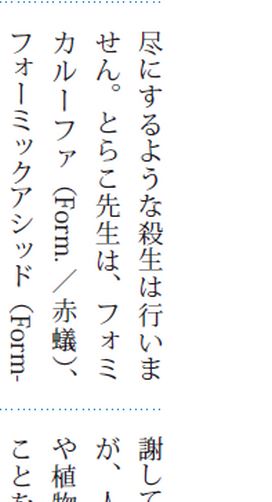 尽にするような殺生は行いま
せん。とらこ先生は、フォミ
カルーファ（Form. ／赤蟻）、
フォーミックアシッド（Form-
謝して
が、人
や植物
ことを